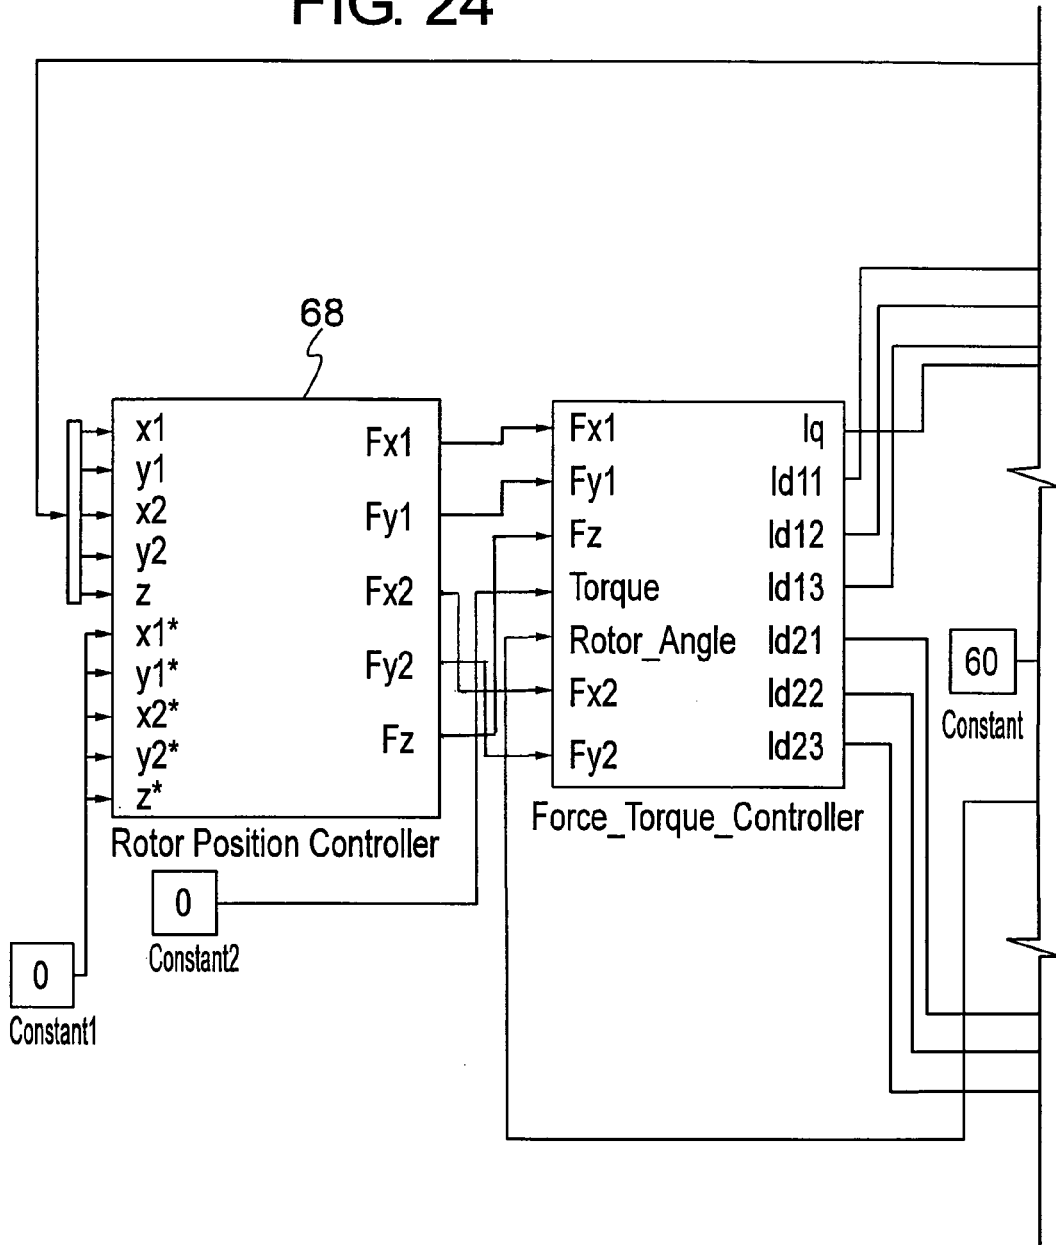 FIG. 24
68
x1
y1
x2
y2
z
x1*
y1*
x2*
y2*
z*
Fx1
Fy1
Fx2
Fy2
Fz
Rotor Position Controller
Fx1
Fy1
Fz
Torque
Rotor_Angle
Fx2
Fy2
Iq
Id11
Id12
Id13
Id21
Id22
Id23
Force_Torque_Controller
60
Constant
0
Constant2
0
Constant1